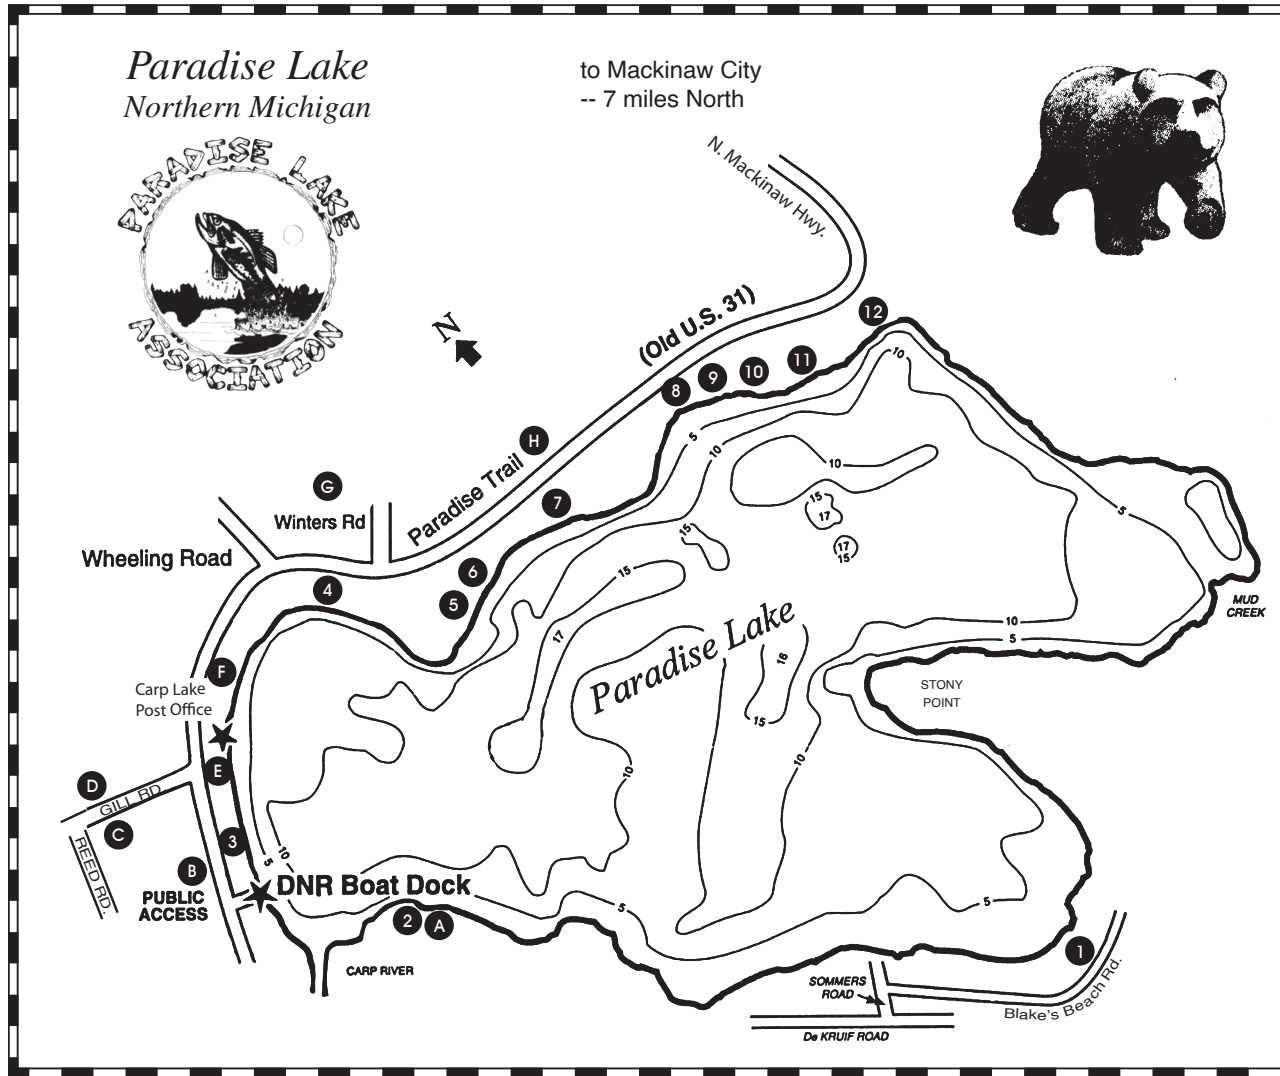 Paradise Lake
Northern Michigan
to Mackinaw City
-- 7 miles North
PARADISE LAKE
ASSOCIATION
N. Mackinaw Hwy.
N
(Old U.S. 31)
12
11
10
9
8
H
Paradise Trail
7
G
Winters Rd
Wheeling Road
6
5
4
F
Carp Lake
Post Office
E
D
GILL RD.
C
REED RD.
3
B
PUBLIC
ACCESS
DNR Boat Dock
2
A
CARP RIVER
Paradise Lake
MUD
CREEK
STONY
POINT
1
SOMMERS
ROAD
Blake's Beach Rd.
De KRUIF ROAD
10
5
10
10
15
17
17
15
15
15
17
5
10
5
16
15
10
10
5
10
5
5